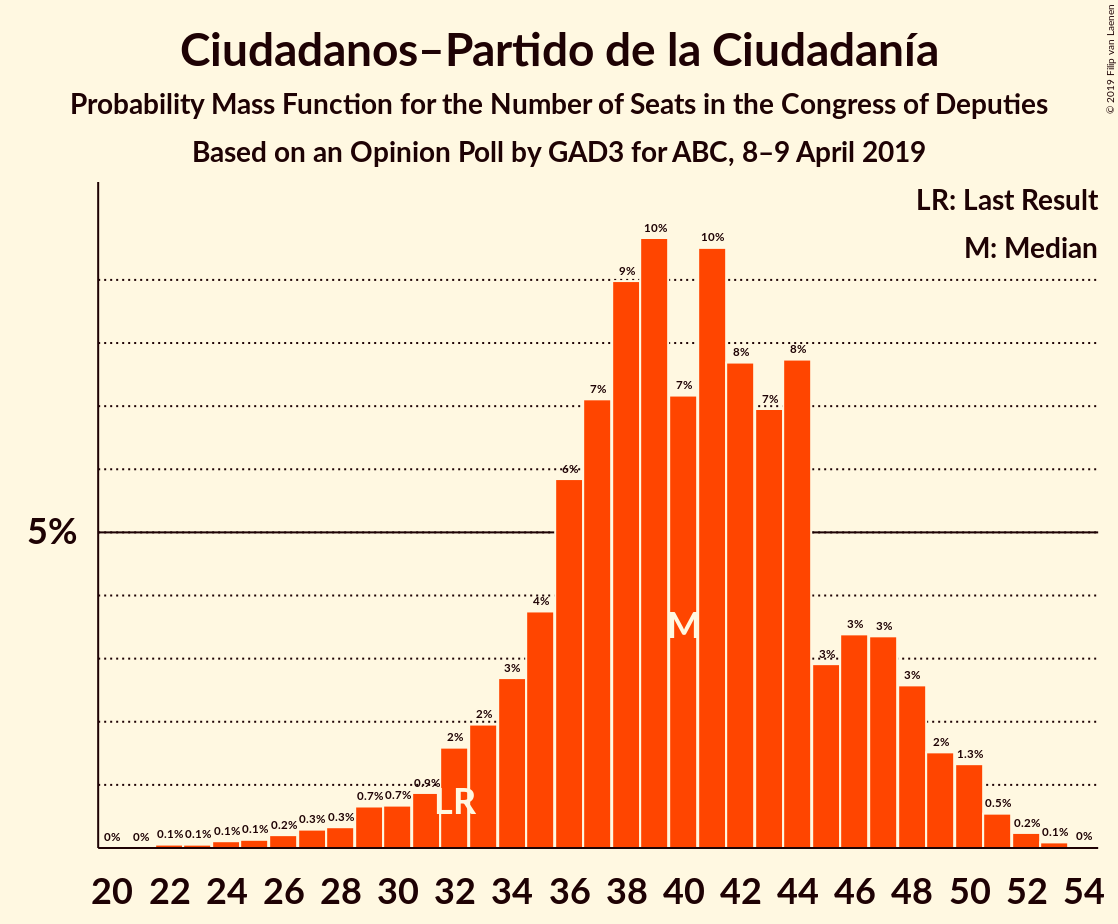 Ciudadanos–Partido de la Ciudadanía
Probability Mass Function for the Number of Seats in the Congress of Deputies
Based on an Opinion Poll by GAD3 for ABC, 8–9 April 2019
© 2019 Filip van Laenen
LR: Last Result
M: Median
5%
0% 0% 0.1% 0.1% 0.1% 0.1% 0.2% 0.3% 0.3% 0.7% 0.7% 0.9% 2% 2% 3% 4% 6% 7% 9% 10% 7% 10% 8% 7% 8% 3% 3% 3% 3% 2% 1.3% 0.5% 0.2% 0.1% 0%
M
LR
20 22 24 26 28 30 32 34 36 38 40 42 44 46 48 50 52 54